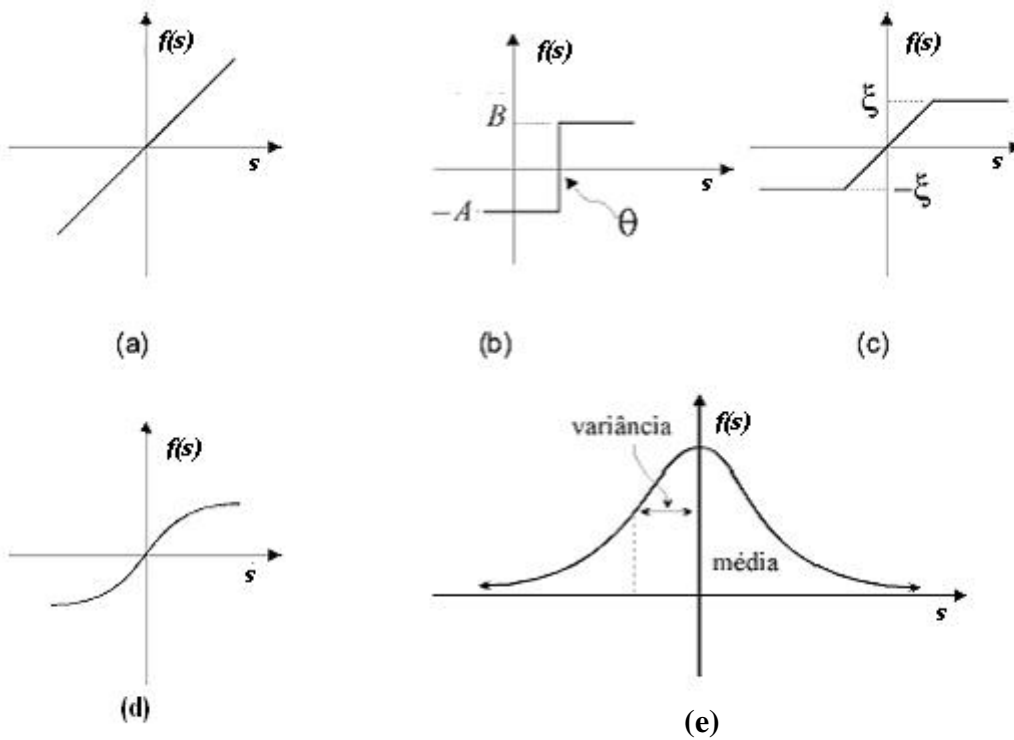 f(s)
s
(a)
f(s)
B
s
–A
θ
(b)
f(s)
ξ
s
–ξ
(c)
f(s)
s
(d)
variância
f(s)
média
s
(e)